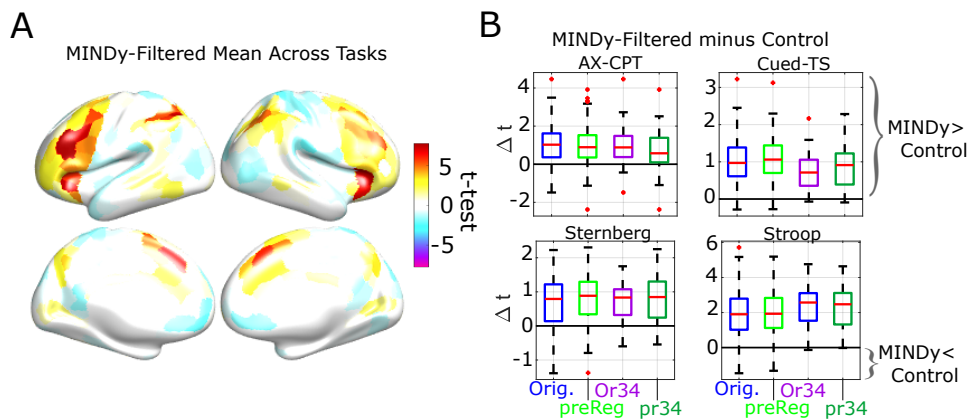 A
MINDy-Filtered Mean Across Tasks
5
0
-5
t-ttest
B
MINDy-Filtered minus Control
AX-CPT
Cued-TS
Δ t
4
2
0
-2
3
2
1
0
MINDy>
Control
Sternberg
Stroop
Δ t
2
1
0
-1
6
4
2
0
MINDy<
Control
Orig.
Or34
preReg
pr34
Orig.
Or34
preReg
pr34